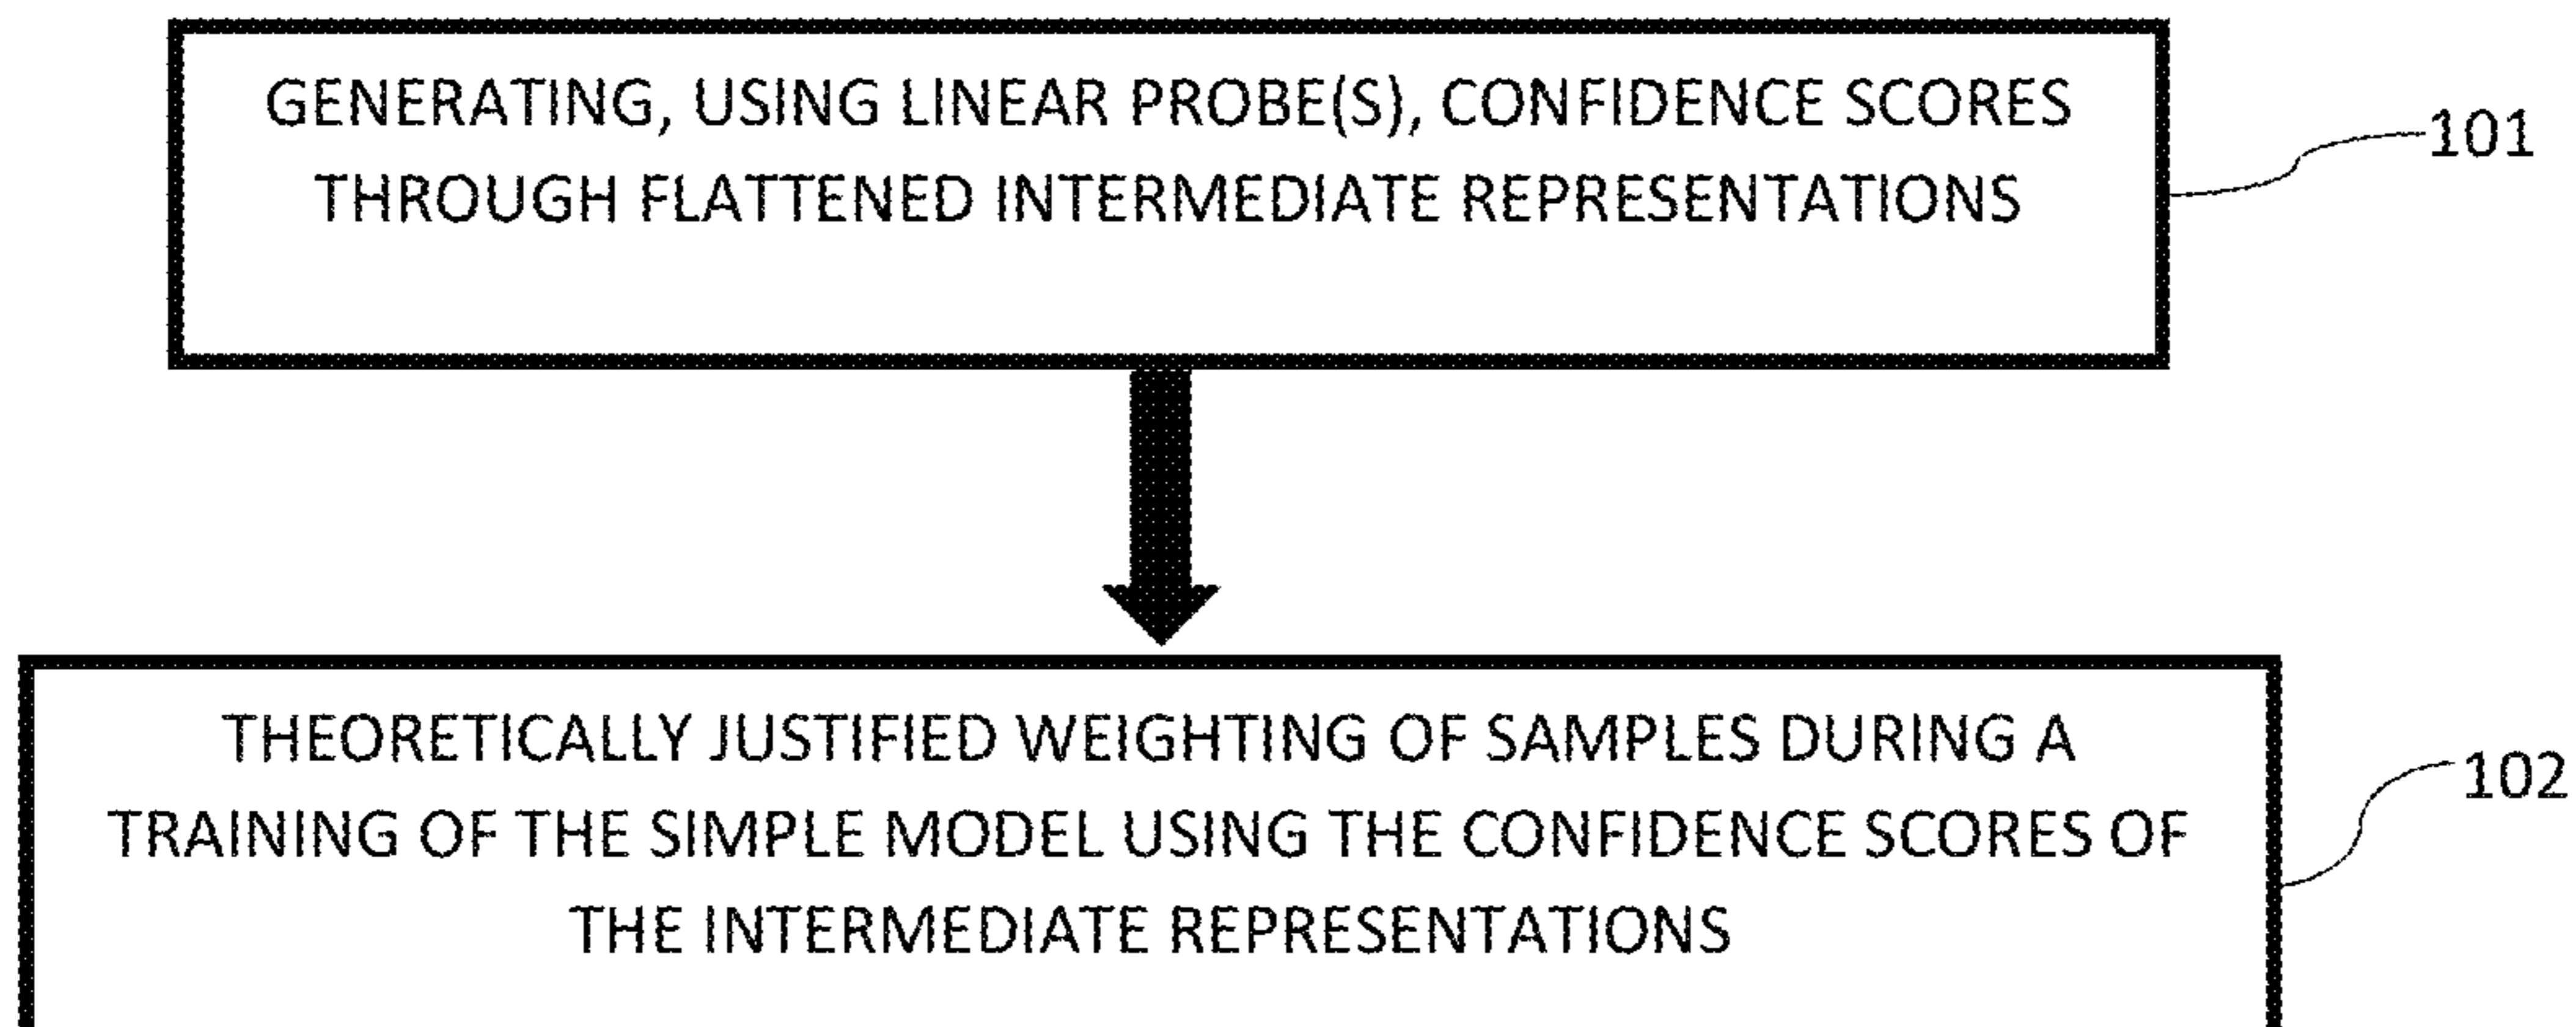 GENERATING, USING LINEAR PROBE(S), CONFIDENCE SCORES
THROUGH FLATTENED INTERMEDIATE REPRESENTATIONS
101
THEORETICALLY JUSTIFIED WEIGHTING OF SAMPLES DURING A
TRAINING OF THE SIMPLE MODEL USING THE CONFIDENCE SCORES OF
THE INTERMEDIATE REPRESENTATIONS
102